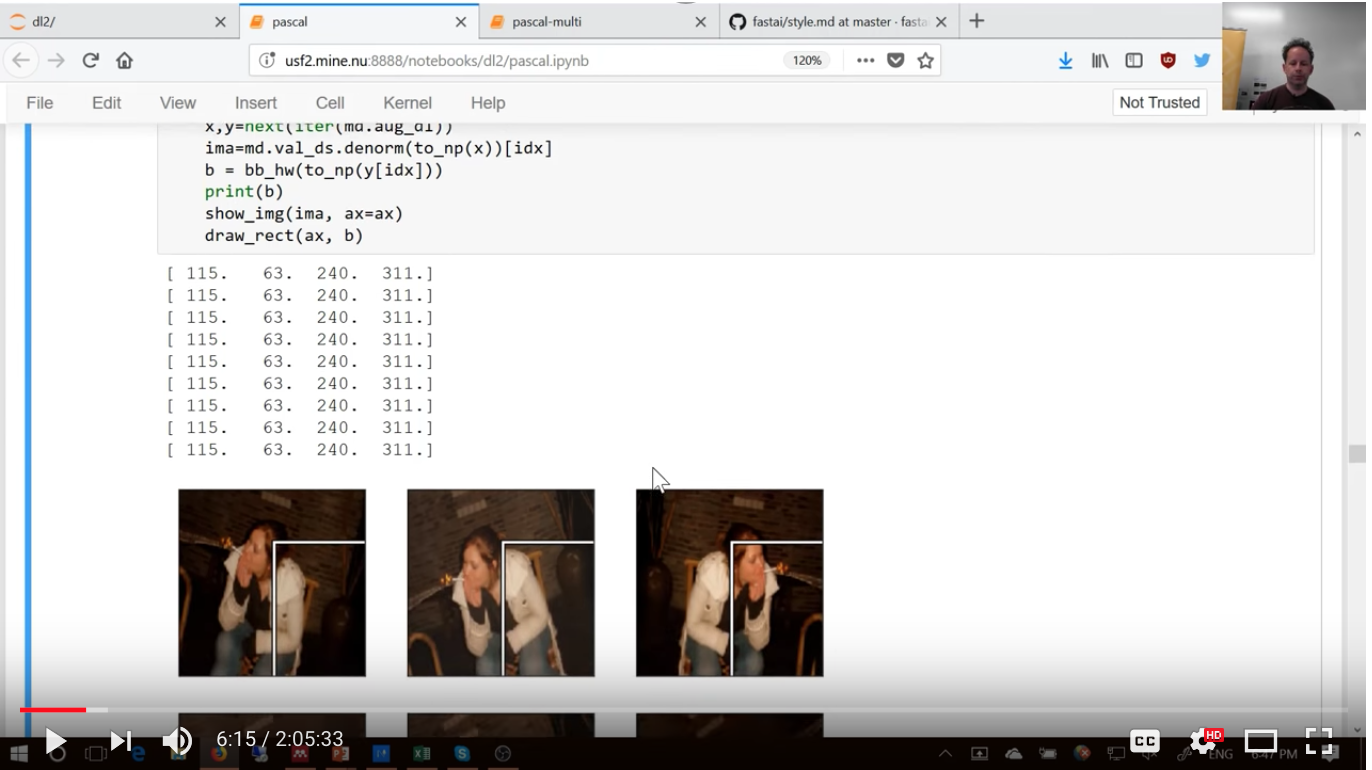 dl2/
pascal
pascal-multi
fastai/style.md at master · fasta
usf2.mine.nu:8888/notebooks/dl2/pascal.ipynb
120%
File Edit View Insert Cell Kernel Help
Not Trusted
x,y=next(iter(md.aug_dl))
ima=md.val_ds.denorm(to_np(x))[idx]
b = bb_hw(to_np(y[idx]))
print(b)
show_img(ima, ax=ax)
draw_rect(ax, b)
[ 115. 63. 240. 311.]
[ 115. 63. 240. 311.]
[ 115. 63. 240. 311.]
[ 115. 63. 240. 311.]
[ 115. 63. 240. 311.]
[ 115. 63. 240. 311.]
[ 115. 63. 240. 311.]
[ 115. 63. 240. 311.]
[ 115. 63. 240. 311.]
6:15 / 2:05:33
CC
HD
ENG
6:47 PM